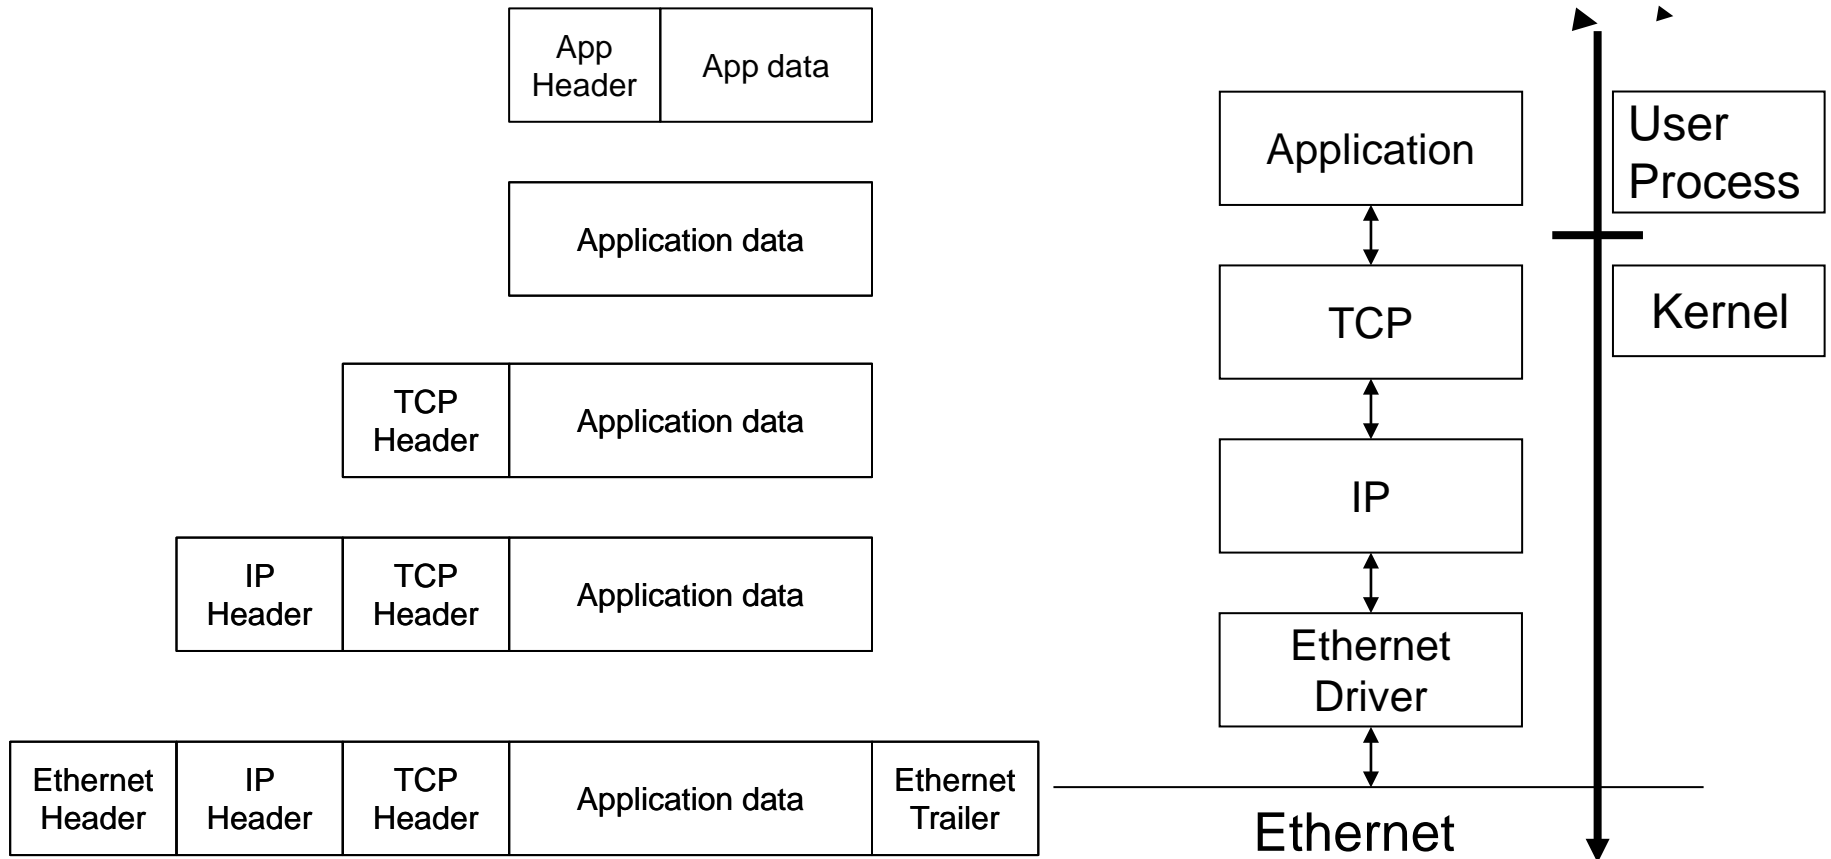 App
Header
App data
Application data
TCP
Header
Application data
IP
Header
TCP
Header
Application data
Ethernet
Header
IP
Header
TCP
Header
Application data
Ethernet
Trailer
Application
TCP
IP
Ethernet
Driver
Ethernet
User
Process
Kernel